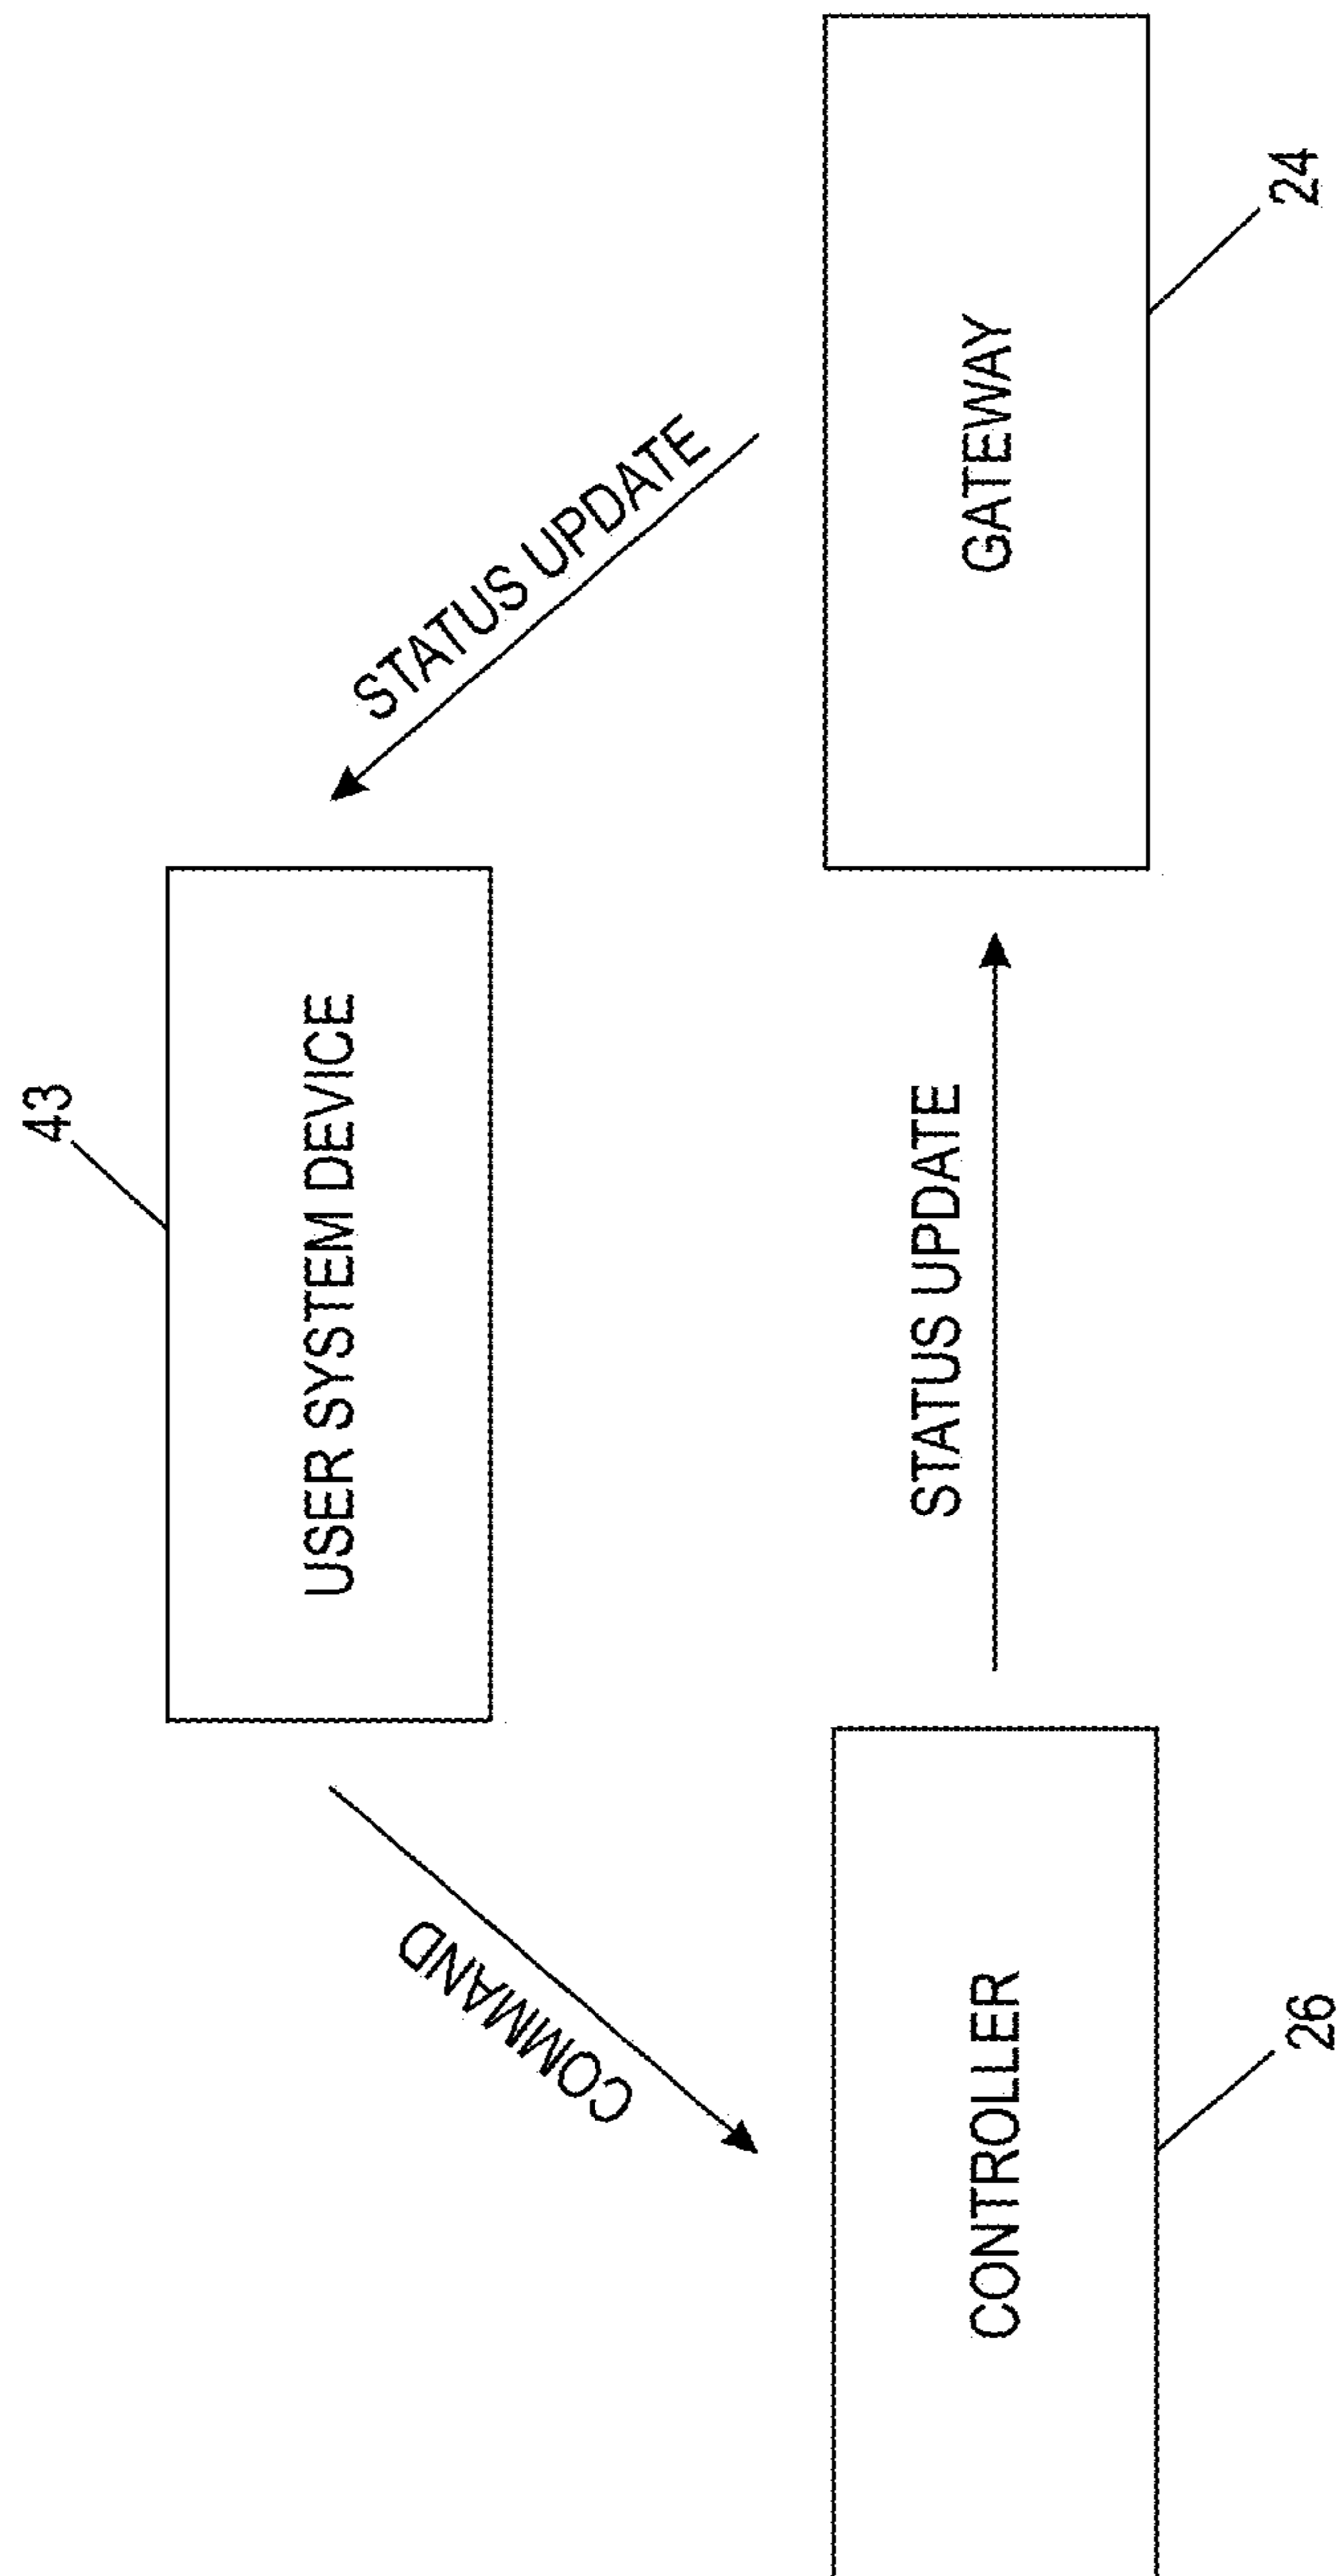 43
USER SYSTEM DEVICE
COMMAND
STATUS UPDATE
STATUS UPDATE
CONTROLLER
GATEWAY
26
24